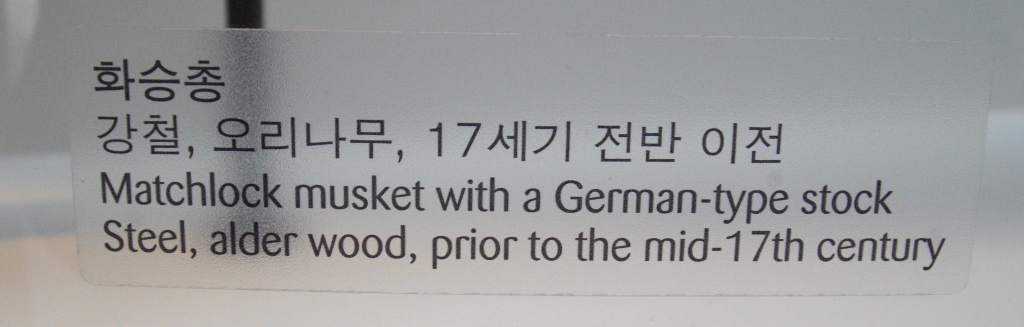 화승총
강철, 오리나무, 17세기 전반 이전
Matchlock musket with a German-type stock
Steel, alder wood, prior to the mid-17th century